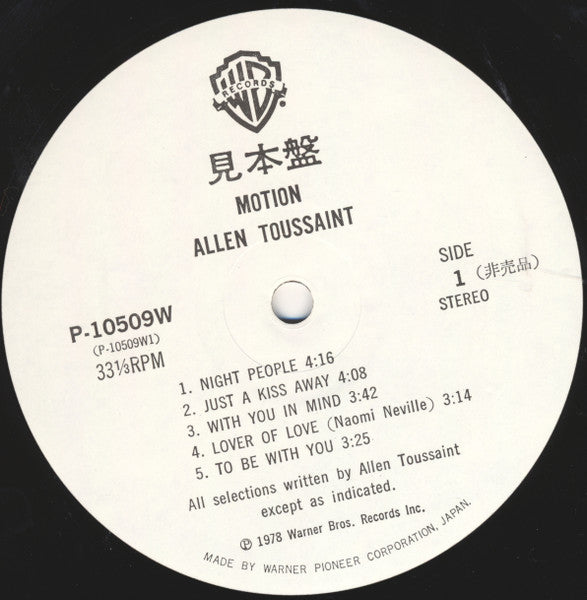 WB
RECORDS
見本盤
MOTION
ALLEN TOUSSAINT
SIDE
1 (非売品)
STEREO
P-10509W
(P-10509W1)
33⅓RPM
1. NIGHT PEOPLE 4:16
2. JUST A KISS AWAY 4:08
3. WITH YOU IN MIND 3:42
4. LOVER OF LOVE (Naomi Neville) 3:14
5. TO BE WITH YOU 3:25
All selections written by Allen Toussaint
except as indicated.
℗ 1978 Warner Bros. Records Inc.
MADE BY WARNER PIONEER CORPORATION, JAPAN.